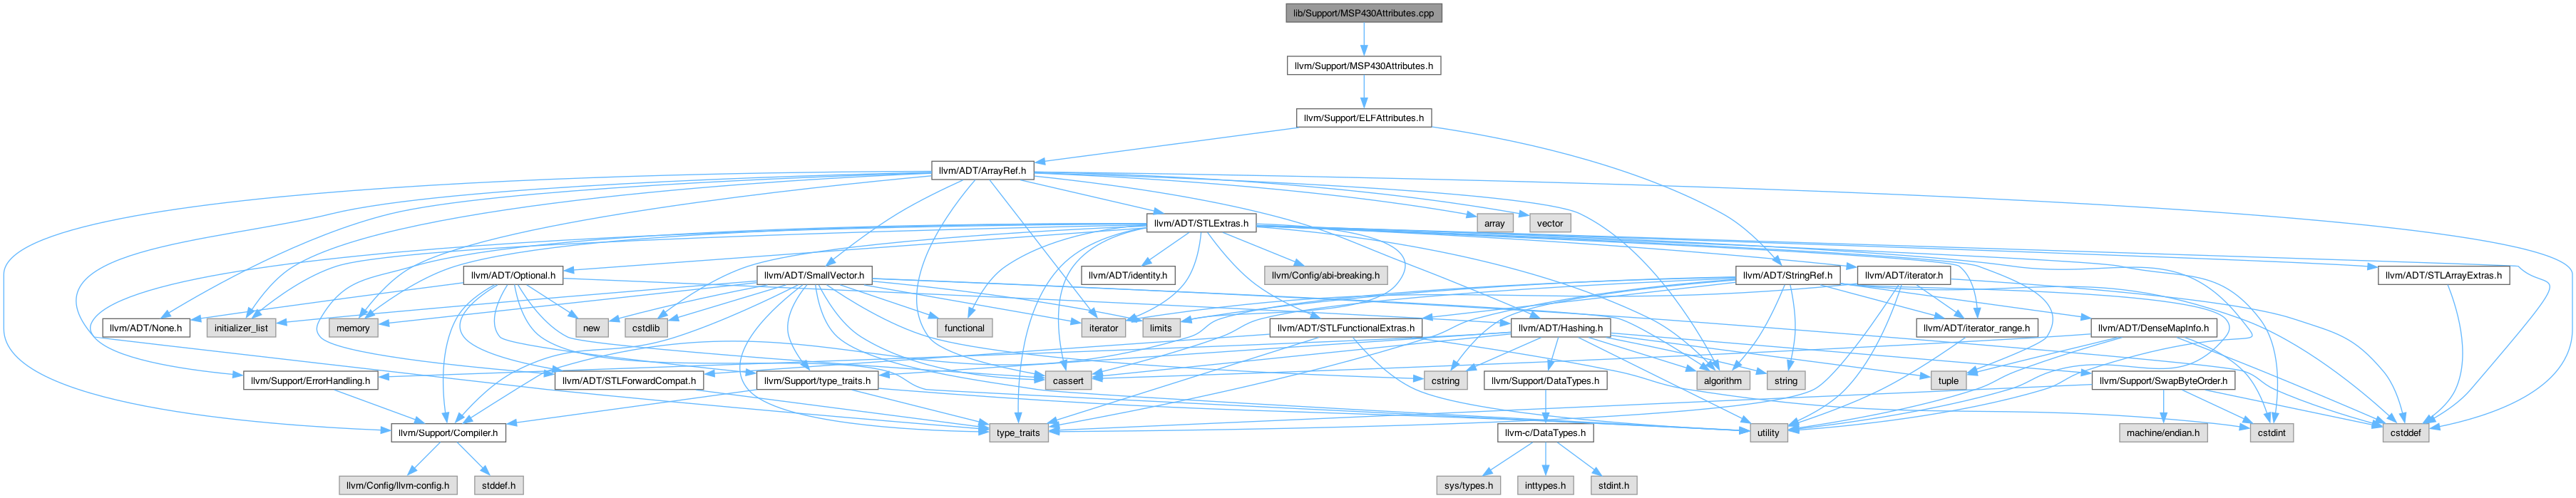 lib/Support/MSP430Attributes.cpp
llvm/Support/MSP430Attributes.h
llvm/Support/ELFAttributes.h
llvm/ADT/ArrayRef.h
llvm/ADT/STLExtras.h
array
vector
llvm/ADT/Optional.h
llvm/ADT/SmallVector.h
llvm/ADT/identity.h
llvm/Config/abi-breaking.h
llvm/ADT/StringRef.h
llvm/ADT/iterator.h
llvm/ADT/STLArrayExtras.h
llvm/ADT/None.h
initializer_list
memory
new
cstdlib
functional
iterator
limits
llvm/ADT/STLFunctionalExtras.h
llvm/ADT/Hashing.h
llvm/ADT/iterator_range.h
llvm/ADT/DenseMapInfo.h
llvm/Support/ErrorHandling.h
llvm/ADT/STLForwardCompat.h
llvm/Support/type_traits.h
cassert
cstring
llvm/Support/DataTypes.h
algorithm
string
tuple
llvm/Support/SwapByteOrder.h
llvm/Support/Compiler.h
type_traits
llvm-c/DataTypes.h
utility
machine/endian.h
cstdint
cstddef
llvm/Config/llvm-config.h
stddef.h
sys/types.h
inttypes.h
stdint.h